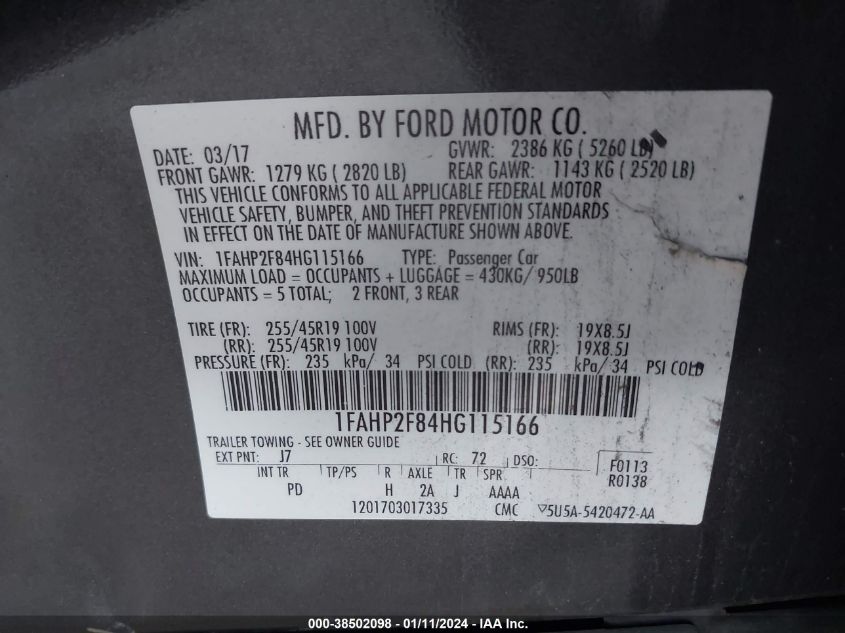 MFD. BY FORD MOTOR CO.
DATE: 03/17 GVWR: 2386 KG ( 5260 LB)
FRONT GAWR: 1279 KG ( 2820 LB) REAR GAWR: 1143 KG ( 2520 LB)
THIS VEHICLE CONFORMS TO ALL APPLICABLE FEDERAL MOTOR
VEHICLE SAFETY, BUMPER, AND THEFT PREVENTION STANDARDS
IN EFFECT ON THE DATE OF MANUFACTURE SHOWN ABOVE.
VIN: 1FAHP2F84HG115166 TYPE: Passenger Car
MAXIMUM LOAD = OCCUPANTS + LUGGAGE = 430KG/ 950LB
OCCUPANTS = 5 TOTAL; 2 FRONT, 3 REAR
TIRE (FR): 255/45R19 100V RIMS (FR): 19X8.5J
(RR): 255/45R19 100V (RR): 19X8.5J
PRESSURE (FR): 235 kPa/ 34 PSI COLD (RR): 235 kPa/ 34 PSI COLD
1FAHP2F84HG115166
TRAILER TOWING - SEE OWNER GUIDE
EXT PNT: J7 RC: 72 DSO: F0113
R0138
INT TR TP/PS R AXLE TR SPR
PD H 2A J AAAA
1201703017335 CMC ▽5U5A-5420472-AA
000-38502098 - 01/11/2024 - IAA Inc.